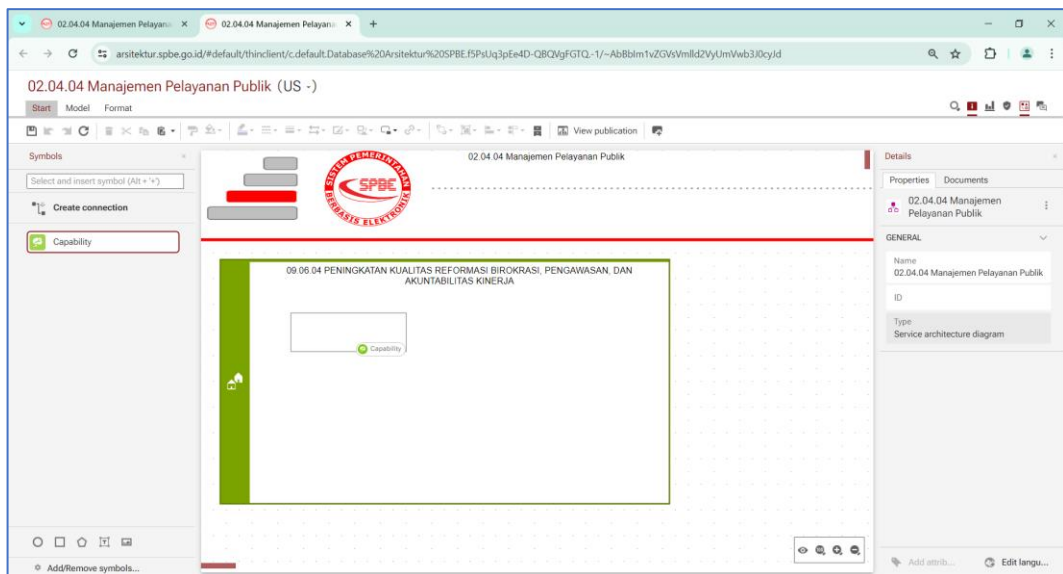 02.04.04 Manajemen Pelayana
02.04.04 Manajemen Pelayana
arsitektur.spbe.go.id/#default/thinclient/c.default.Database%20Arsitektur%20SPBE.f5PsUq3pEe4D-QBQVgFGTQ.-1/~AbBbIm1vZGVsVmlld2VyUmVwb3J0cyJd
02.04.04 Manajemen Pelayanan Publik (US -)
Start Model Format
View publication
Symbols
Select and insert symbol (Alt + '+')
Create connection
Capability
Add/Remove symbols...
SISTEM PEMERINTAHAN
SPBE
BERBASIS ELEKTRONIK
02.04.04 Manajemen Pelayanan Publik
09.06.04 PENINGKATAN KUALITAS REFORMASI BIROKRASI, PENGAWASAN, DAN
AKUNTABILITAS KINERJA
Capability
Details
Properties Documents
02.04.04 Manajemen
Pelayanan Publik
GENERAL
Name
02.04.04 Manajemen Pelayanan Publik
ID
Type
Service architecture diagram
Add attrib... Edit langu...